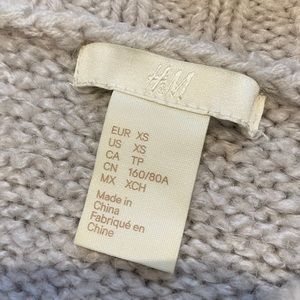 H&M
EUR XS
US XS
CA TP
CN 160/80A
MX XCH
Made in
China
Fabriqué en
Chine